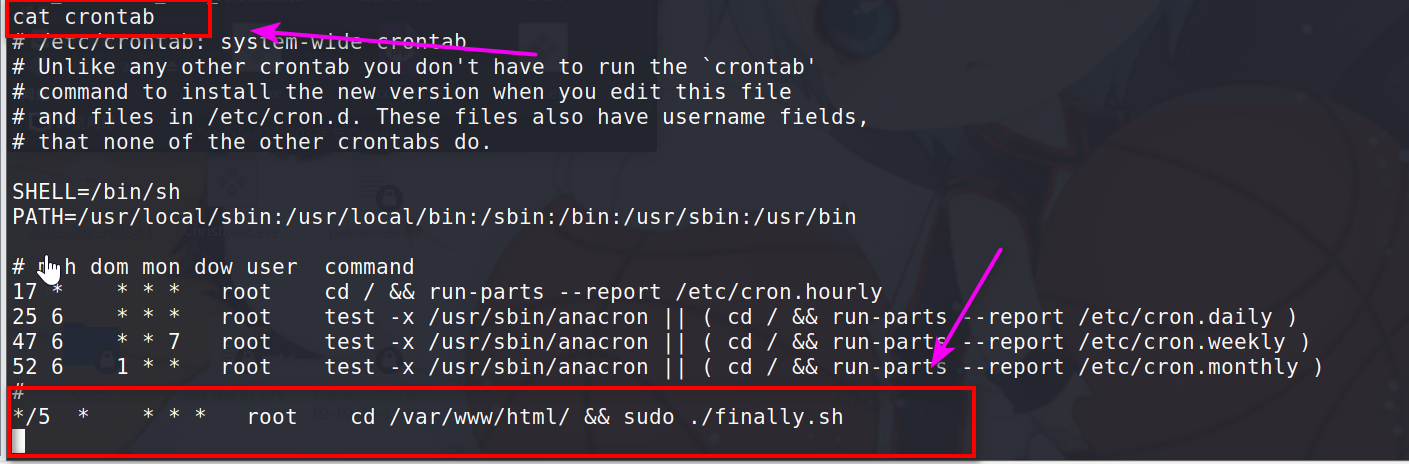 cat crontab
# /etc/crontab: system-wide crontab
# Unlike any other crontab you don't have to run the `crontab'
# command to install the new version when you edit this file
# and files in /etc/cron.d. These files also have username fields,
# that none of the other crontabs do.
SHELL=/bin/sh
PATH=/usr/local/sbin:/usr/local/bin:/sbin:/bin:/usr/sbin:/usr/bin
# h dom mon dow user  command
17 *    * * *   root    cd / && run-parts --report /etc/cron.hourly
25 6    * * *   root    test -x /usr/sbin/anacron || ( cd / && run-parts --report /etc/cron.daily )
47 6    * * 7   root    test -x /usr/sbin/anacron || ( cd / && run-parts --report /etc/cron.weekly )
52 6    1 * *   root    test -x /usr/sbin/anacron || ( cd / && run-parts --report /etc/cron.monthly )
#
*/5  *    * * *   root    cd /var/www/html/ && sudo ./finally.sh